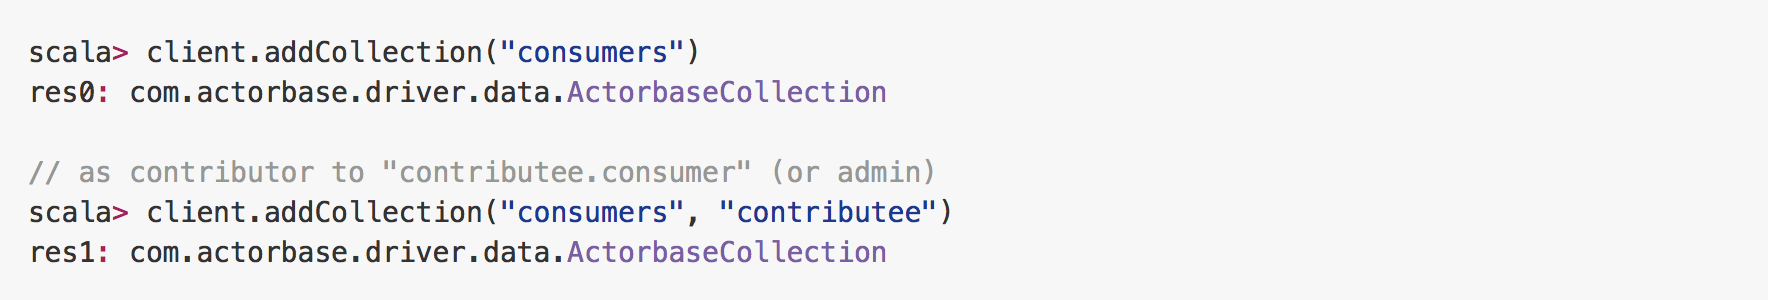 scala> client.addCollection("consumers")
res0: com.actorbase.driver.data.ActorbaseCollection
// as contributor to "contributee.consumer" (or admin)
scala> client.addCollection("consumers", "contributee")
res1: com.actorbase.driver.data.ActorbaseCollection